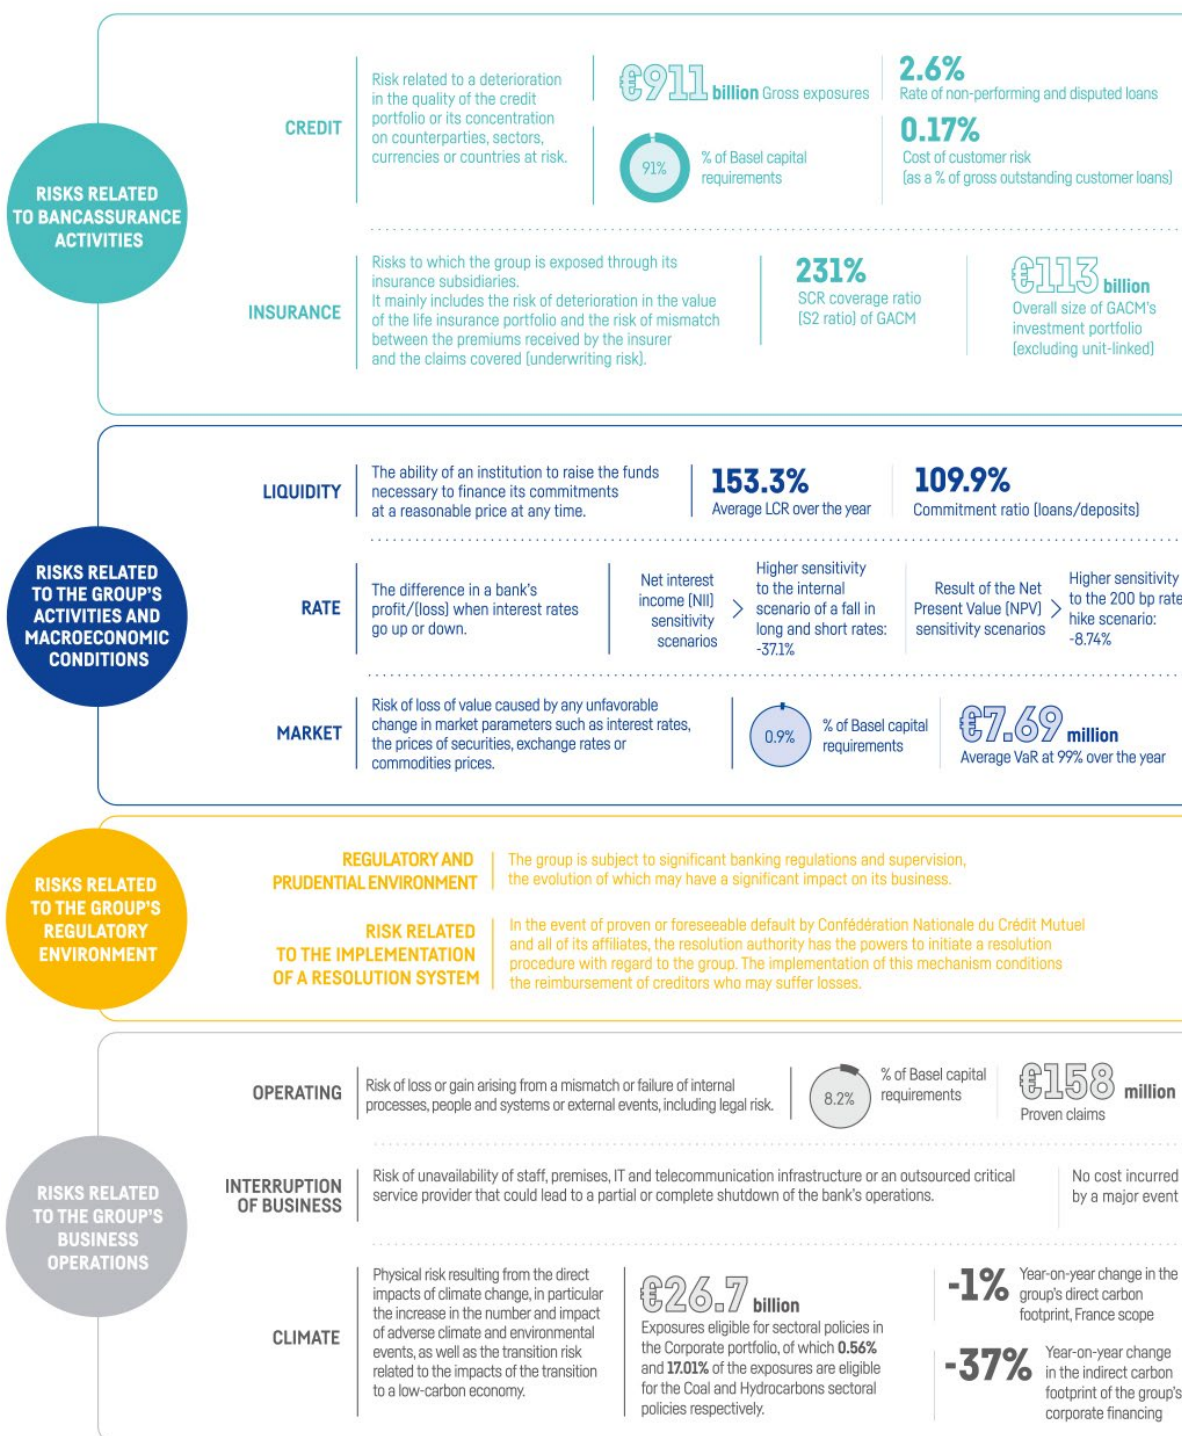 RISKS RELATED
TO BANCASSURANCE
ACTIVITIES
CREDIT
Risk related to a deterioration
in the quality of the credit
portfolio or its concentration
on counterparties, sectors,
currencies or countries at risk.
€911 billion Gross exposures
91%
% of Basel capital
requirements
2.6%
Rate of non-performing and disputed loans
0.17%
Cost of customer risk
(as a % of gross outstanding customer loans)
INSURANCE
Risks to which the group is exposed through its
insurance subsidiaries.
It mainly includes the risk of deterioration in the value
of the life insurance portfolio and the risk of mismatch
between the premiums received by the insurer
and the claims covered (underwriting risk).
231%
SCR coverage ratio
(S2 ratio) of GACM
€113 billion
Overall size of GACM's
investment portfolio
(excluding unit-linked)
RISKS RELATED
TO THE GROUP'S
ACTIVITIES AND
MACROECONOMIC
CONDITIONS
LIQUIDITY
The ability of an institution to raise the funds
necessary to finance its commitments
at a reasonable price at any time.
153.3%
Average LCR over the year
109.9%
Commitment ratio (loans/deposits)
RATE
The difference in a bank's
profit/(loss) when interest rates
go up or down.
Net interest
income (NII)
sensitivity
scenarios
Higher sensitivity
to the internal
scenario of a fall in
long and short rates:
-37.1%
Result of the Net
Present Value (NPV)
sensitivity scenarios
Higher sensitivity
to the 200 bp rate
hike scenario:
-8.74%
MARKET
Risk of loss of value caused by any unfavorable
change in market parameters such as interest rates,
the prices of securities, exchange rates or
commodities prices.
0.9%
% of Basel capital
requirements
€7.69 million
Average VaR at 99% over the year
RISKS RELATED
TO THE GROUP'S
REGULATORY
ENVIRONMENT
REGULATORY AND
PRUDENTIAL ENVIRONMENT
The group is subject to significant banking regulations and supervision,
the evolution of which may have a significant impact on its business.
RISK RELATED
TO THE IMPLEMENTATION
OF A RESOLUTION SYSTEM
In the event of proven or foreseeable default by Confédération Nationale du Crédit Mutuel
and all of its affiliates, the resolution authority has the powers to initiate a resolution
procedure with regard to the group. The implementation of this mechanism conditions
the reimbursement of creditors who may suffer losses.
RISKS RELATED
TO THE GROUP'S
BUSINESS
OPERATIONS
OPERATING
Risk of loss or gain arising from a mismatch or failure of internal
processes, people and systems or external events, including legal risk.
8.2%
% of Basel capital
requirements
€158 million
Proven claims
INTERRUPTION
OF BUSINESS
Risk of unavailability of staff, premises, IT and telecommunication infrastructure or an outsourced critical
service provider that could lead to a partial or complete shutdown of the bank's operations.
No cost incurred
by a major event
CLIMATE
Physical risk resulting from the direct
impacts of climate change, in particular
the increase in the number and impact
of adverse climate and environmental
events, as well as the transition risk
related to the impacts of the transition
to a low-carbon economy.
€26.7 billion
Exposures eligible for sectoral policies in
the Corporate portfolio, of which 0.56%
and 17.01% of the exposures are eligible
for the Coal and Hydrocarbons sectoral
policies respectively.
-1%
Year-on-year change in the
group's direct carbon
footprint, France scope
-37%
Year-on-year change
in the indirect carbon
footprint of the group's
corporate financing